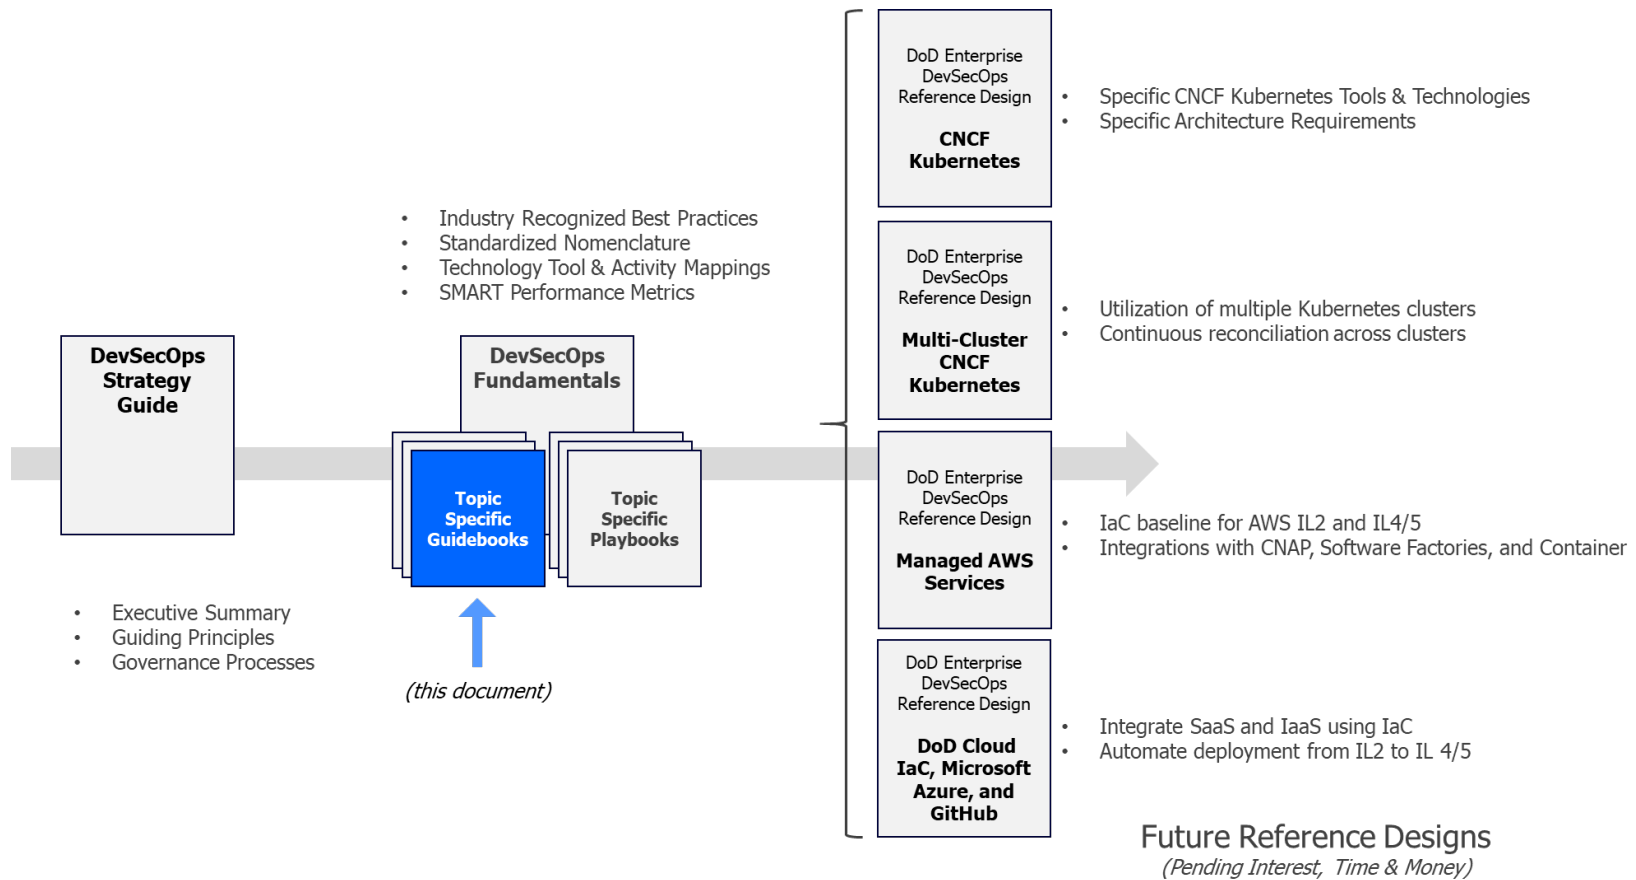 DevSecOps
Strategy
Guide
• Executive Summary
• Guiding Principles
• Governance Processes
• Industry Recognized Best Practices
• Standardized Nomenclature
• Technology Tool & Activity Mappings
• SMART Performance Metrics
DevSecOps
Fundamentals
Topic
Specific
Guidebooks
Topic
Specific
Playbooks
(this document)
DoD Enterprise
DevSecOps
Reference Design
CNCF
Kubernetes
• Specific CNCF Kubernetes Tools & Technologies
• Specific Architecture Requirements
DoD Enterprise
DevSecOps
Reference Design
Multi-Cluster
CNCF
Kubernetes
• Utilization of multiple Kubernetes clusters
• Continuous reconciliation across clusters
DoD Enterprise
DevSecOps
Reference Design
Managed AWS
Services
• IaC baseline for AWS IL2 and IL4/5
• Integrations with CNAP, Software Factories, and Container
DoD Enterprise
DevSecOps
Reference Design
DoD Cloud
IaC, Microsoft
Azure, and
GitHub
• Integrate SaaS and IaaS using IaC
• Automate deployment from IL2 to IL 4/5
Future Reference Designs
(Pending Interest, Time & Money)